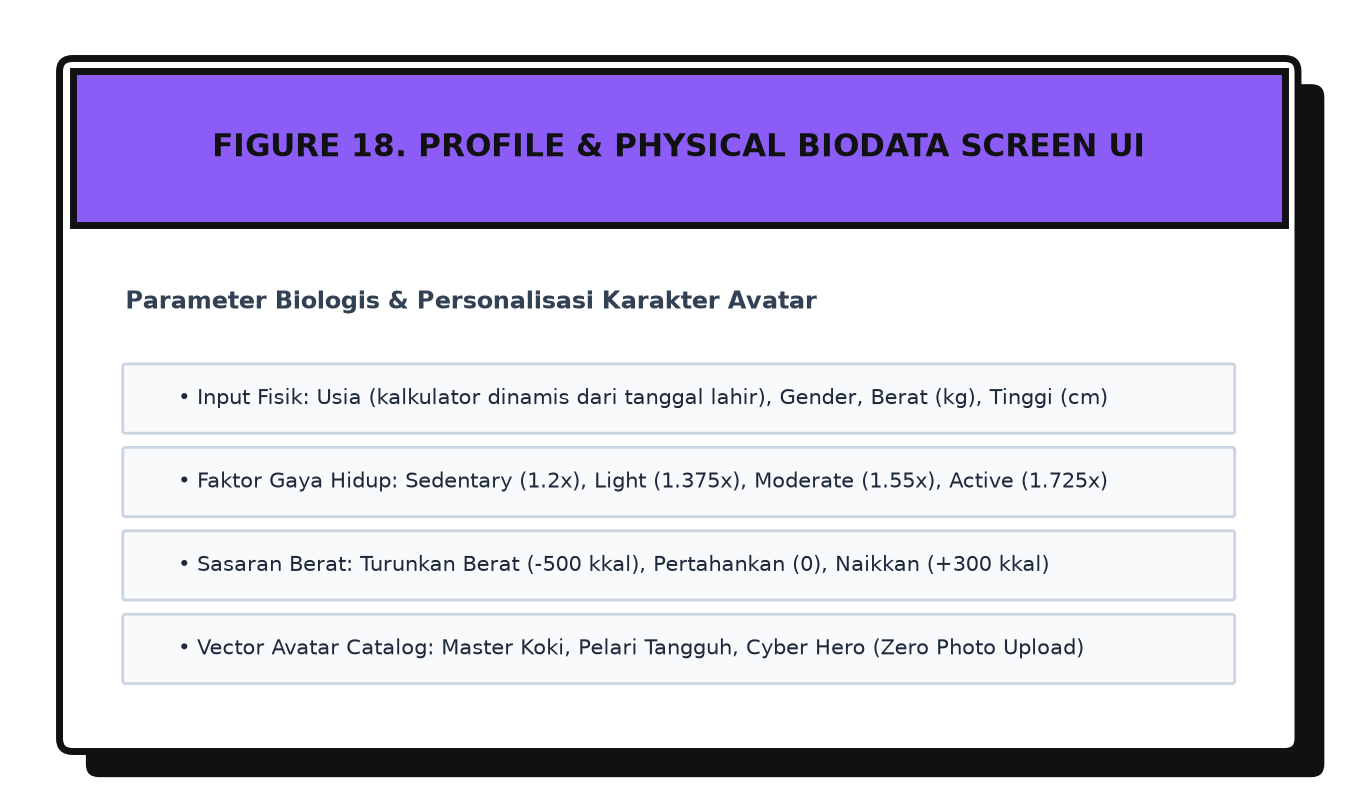 FIGURE 18. PROFILE & PHYSICAL BIODATA SCREEN UI
Parameter Biologis & Personalisasi Karakter Avatar
• Input Fisik: Usia (kalkulator dinamis dari tanggal lahir), Gender, Berat (kg), Tinggi (cm)
• Faktor Gaya Hidup: Sedentary (1.2x), Light (1.375x), Moderate (1.55x), Active (1.725x)
• Sasaran Berat: Turunkan Berat (-500 kkal), Pertahankan (0), Naikkan (+300 kkal)
• Vector Avatar Catalog: Master Koki, Pelari Tangguh, Cyber Hero (Zero Photo Upload)